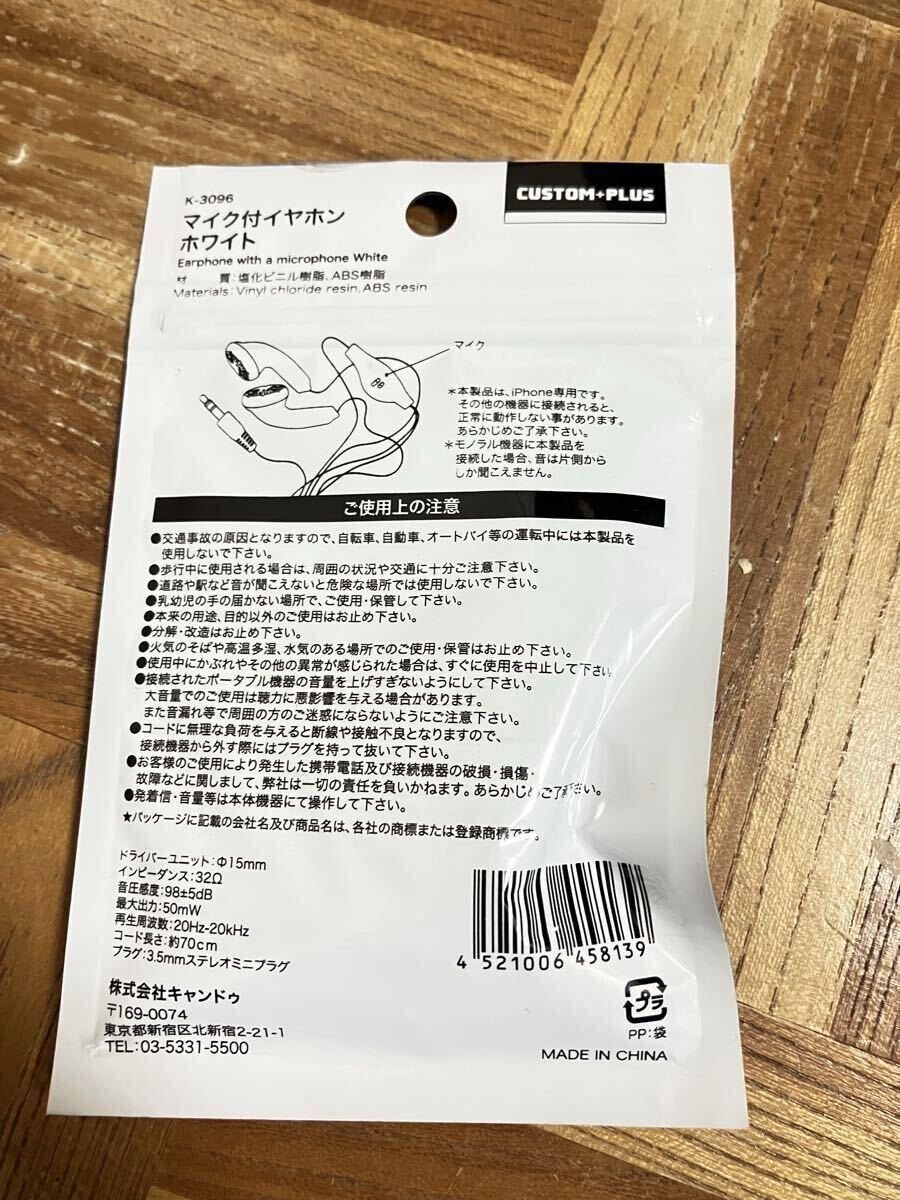 K-3096
マイク付イヤホン
ホワイト
Earphone with a microphone White
材 質:塩化ビニル樹脂、ABS樹脂
Materials:Vinyl chloride resin,ABS resin
CUSTOM+PLUS
マイク
＊本製品は、iPhone専用です。
その他の機器に接続されると、
正常に動作しない事があります。
あらかじめご了承下さい。
＊モノラル機器に本製品を
接続した場合、音は片側から
しか聞こえません。
ご使用上の注意
●交通事故の原因となりますので、自転車、自動車、オートバイ等の運転中には本製品を
使用しないで下さい。
●歩行中に使用される場合は、周囲の状況や交通に十分ご注意下さい。
●道路や駅など音が聞こえないと危険な場所では使用しないで下さい。
●乳幼児の手の届かない場所で、ご使用・保管して下さい。
●本来の用途、目的以外のご使用はお止め下さい。
●分解・改造はお止め下さい。
●火気のそばや高温多湿、水気のある場所でのご使用・保管はお止め下さい。
●使用中にかぶれやその他の異常が感じられた場合は、すぐに使用を中止して下さい
●接続されたポータブル機器の音量を上げすぎないようにして下さい。
大音量でのご使用は聴力に悪影響を与える場合があります。
また音漏れ等で周囲の方のご迷惑にならないようにご注意下さい。
●コードに無理な負荷を与えると断線や接触不良となりますので、
接続機器から外す際にはプラグを持って抜いて下さい。
●お客様のご使用により発生した携帯電話及び接続機器の破損・損傷・
故障などに関しまして、弊社は一切の責任を負いかねます。あらかじめご了承下さい。
●発着信・音量等は本体機器にて操作して下さい。
★パッケージに記載の会社名及び商品名は、各社の商標または登録商標です。
ドライバーユニット:Φ15mm
インピーダンス:32Ω
音圧感度:98±5dB
最大出力:50mW
再生周波数:20Hz-20kHz
コード長さ:約70cm
プラグ:3.5mmステレオミニプラグ
株式会社キャンドゥ
〒169-0074
東京都新宿区北新宿2-21-1
TEL:03-5331-5500
4 521006 458139
プラ
PP:袋
MADE IN CHINA